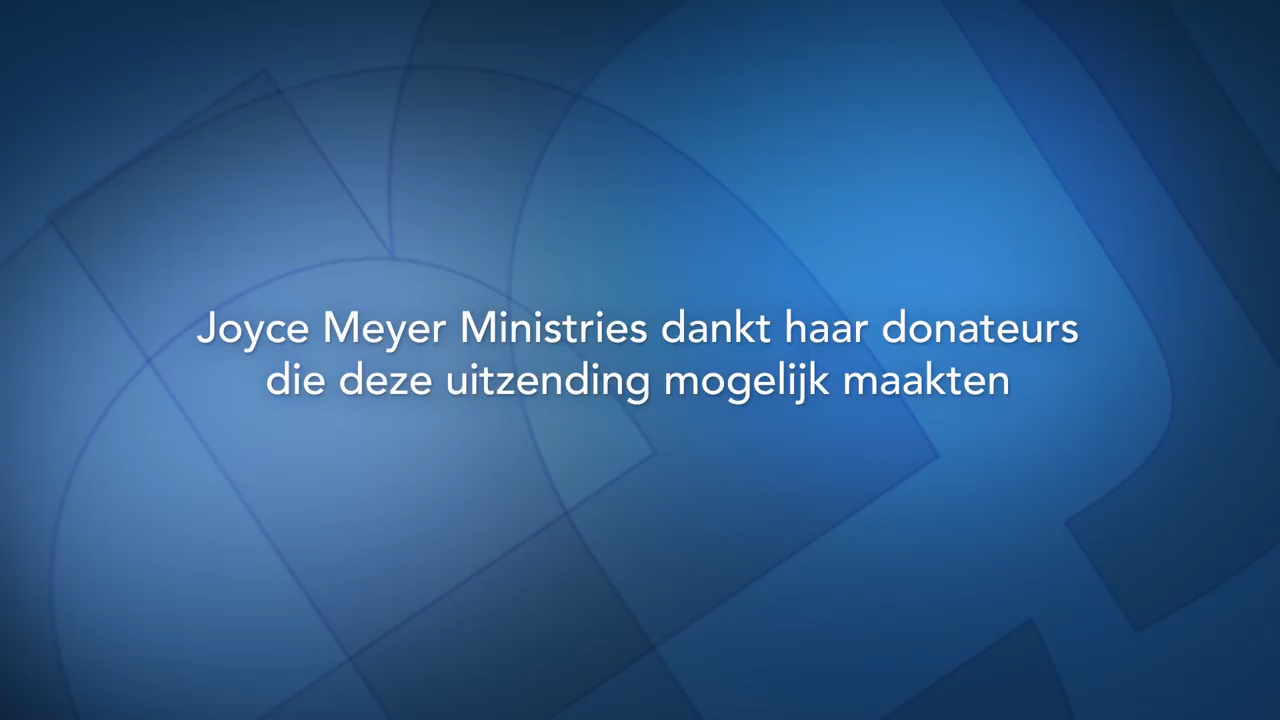 Joyce Meyer Ministries dankt haar donateurs
die deze uitzending mogelijk maakten